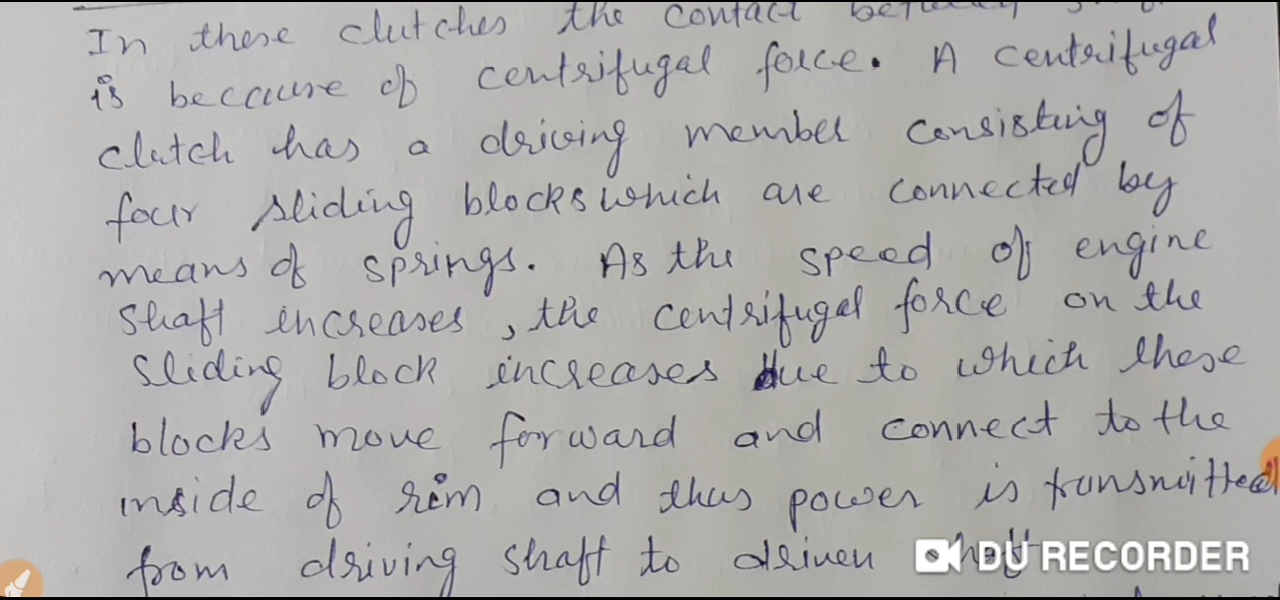 In these clutches the contact
is because of centrifugal force. A centrifugal
clutch has a driving member consisting of
four sliding blocks which are connected by
means of springs. As the speed of engine
shaft increases, the centrifugal force on the
sliding block increases due to which these
blocks move forward and connect to the
inside of rim and thus power is transmitted
from driving shaft to driven
DU RECORDER